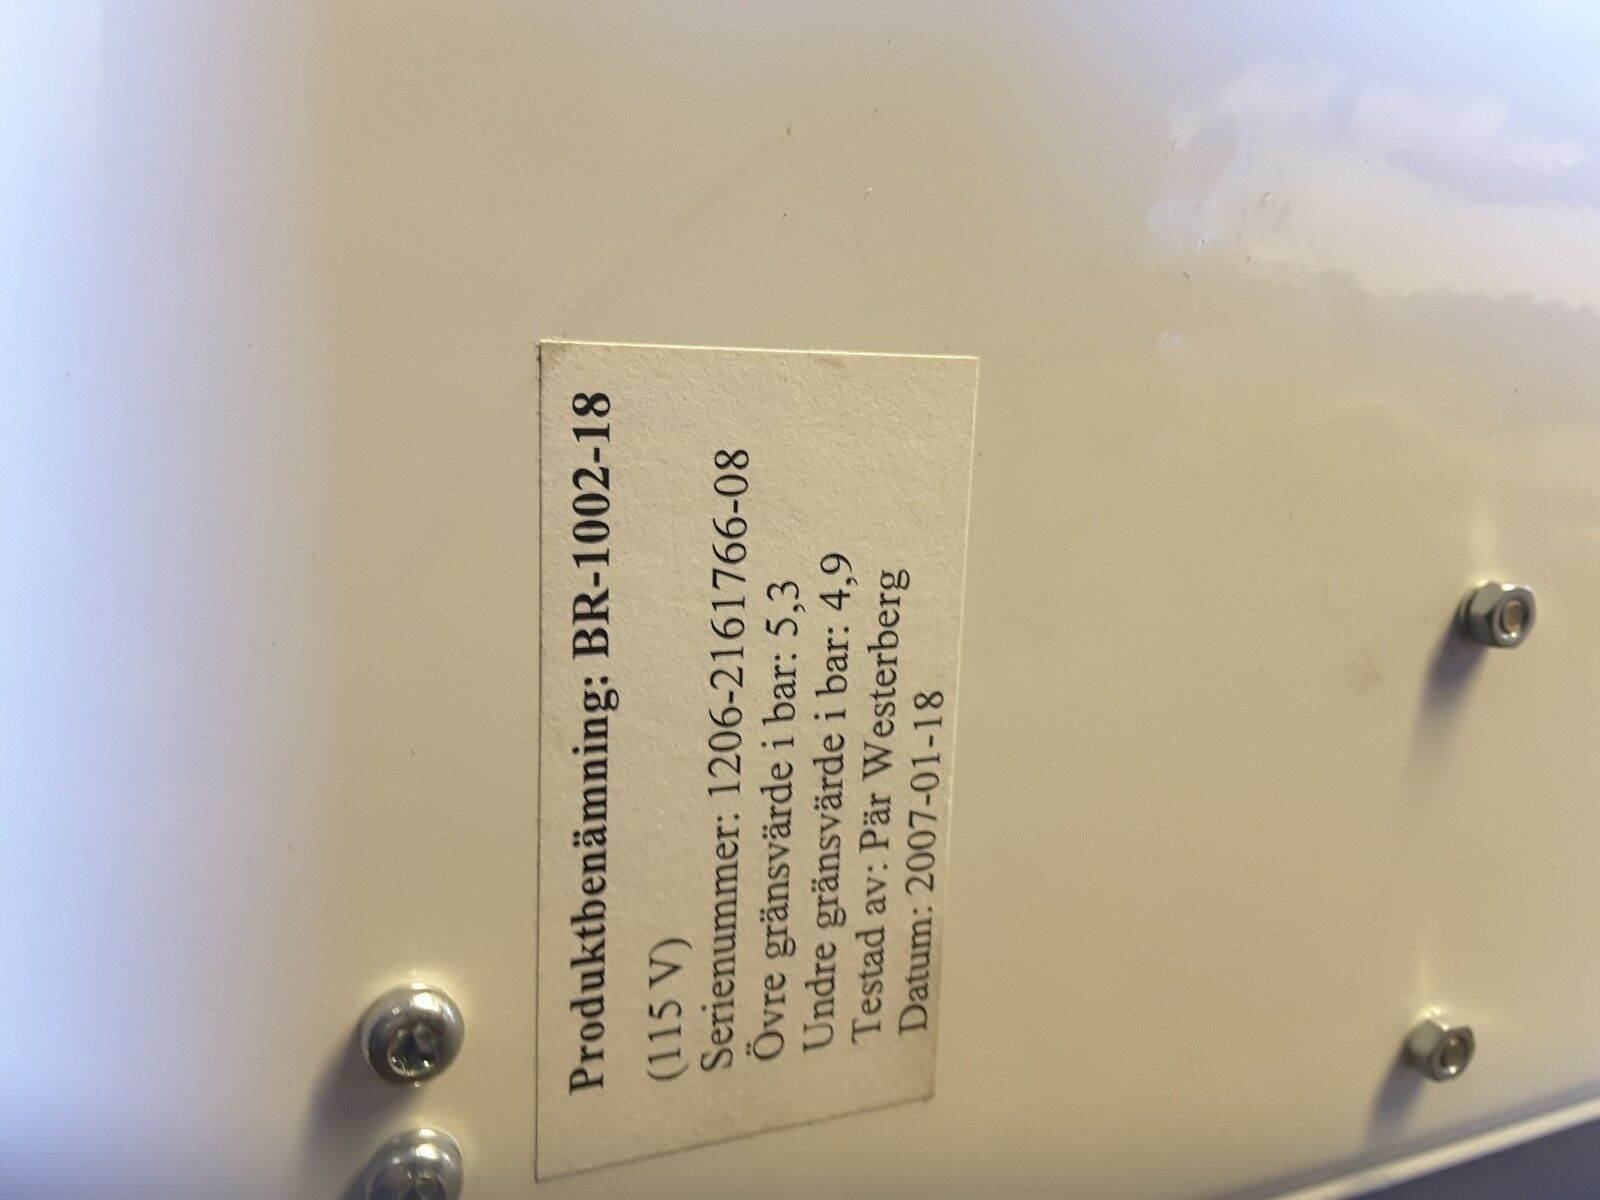 Produktbenämning: BR-1002-18
(115 V)
Serienummer: 1206-2161766-08
Övre gränsvärde i bar: 5,3
Undre gränsvärde i bar: 4,9
Testad av: Pär Westerberg
Datum: 2007-01-18